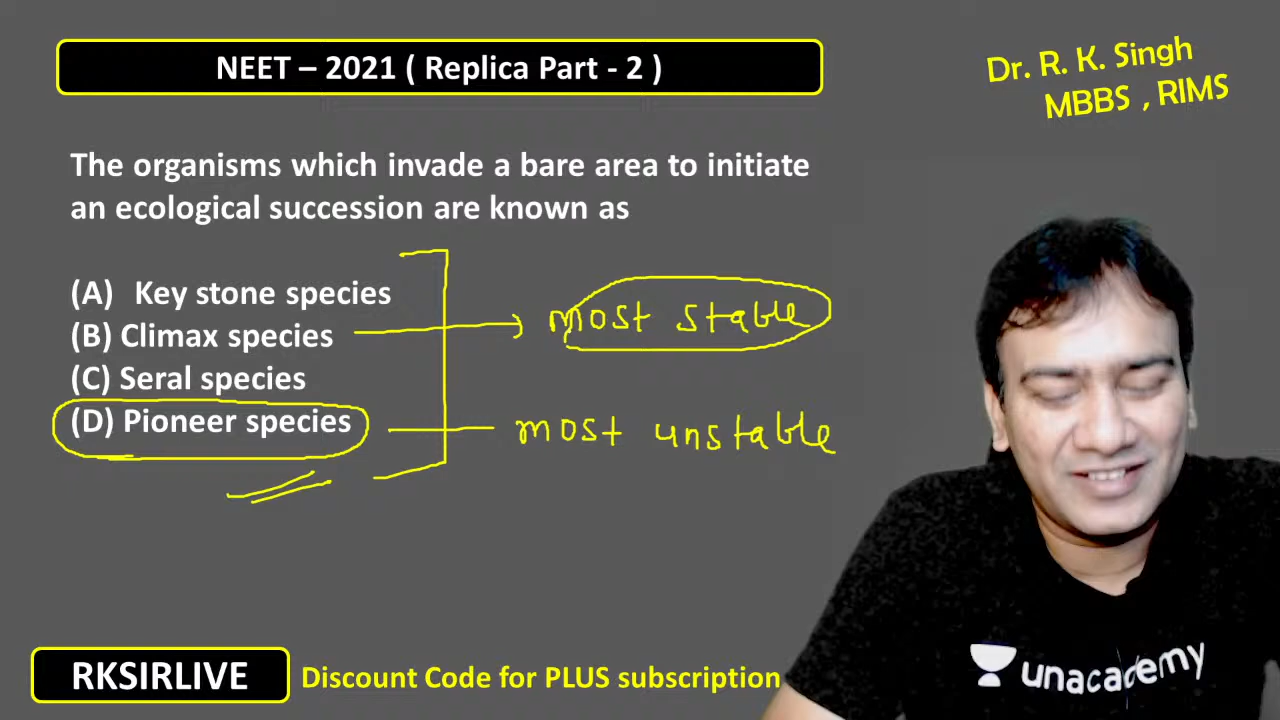 NEET – 2021 ( Replica Part - 2 )
Dr. R. K. Singh
MBBS , RIMS
The organisms which invade a bare area to initiate
an ecological succession are known as
(A) Key stone species
(B) Climax species
(C) Seral species
(D) Pioneer species
most stable
most unstable
unacademy
RKSIRLIVE
Discount Code for PLUS subscription